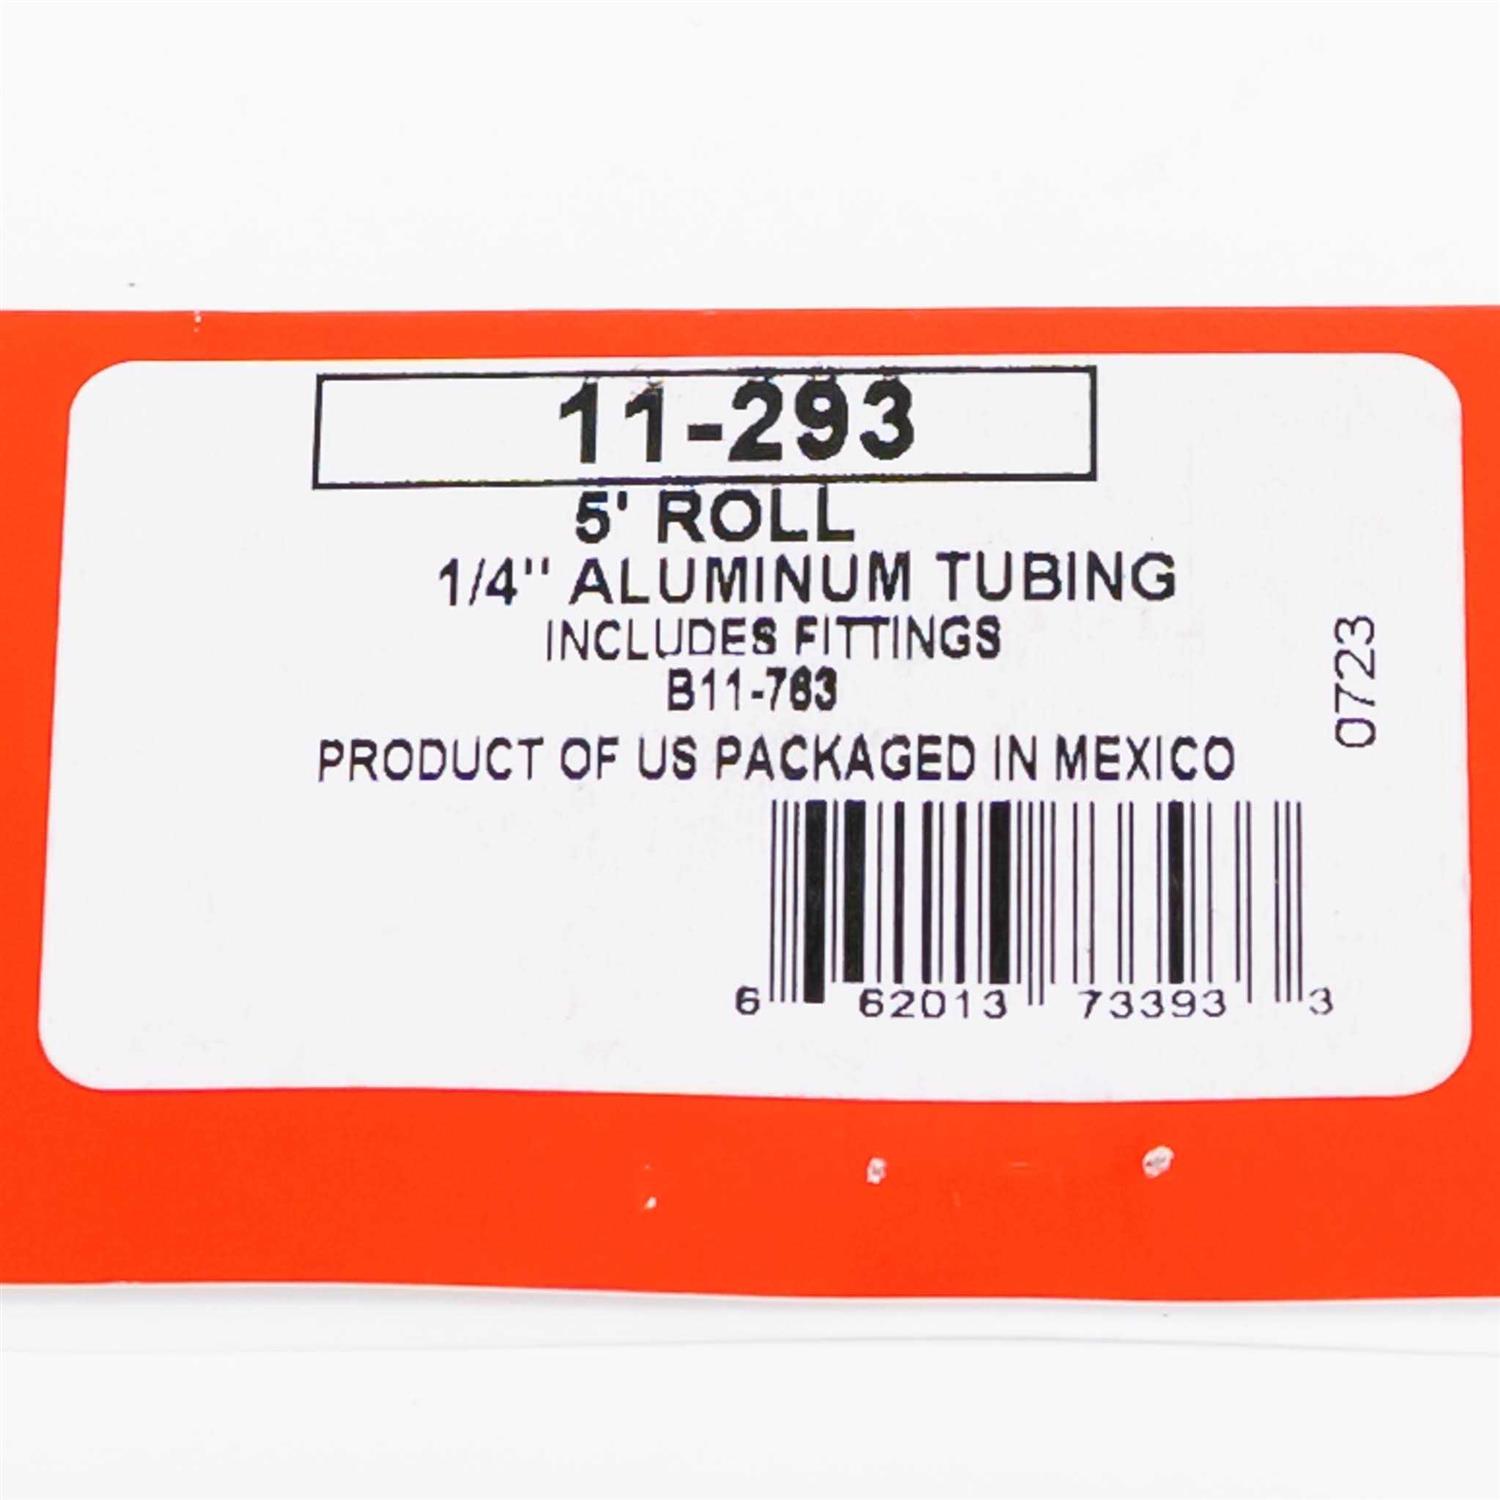 11-293
5' ROLL
1/4" ALUMINUM TUBING
INCLUDES FITTINGS
B11-763
PRODUCT OF US PACKAGED IN MEXICO
0723
6 62013 73393 3